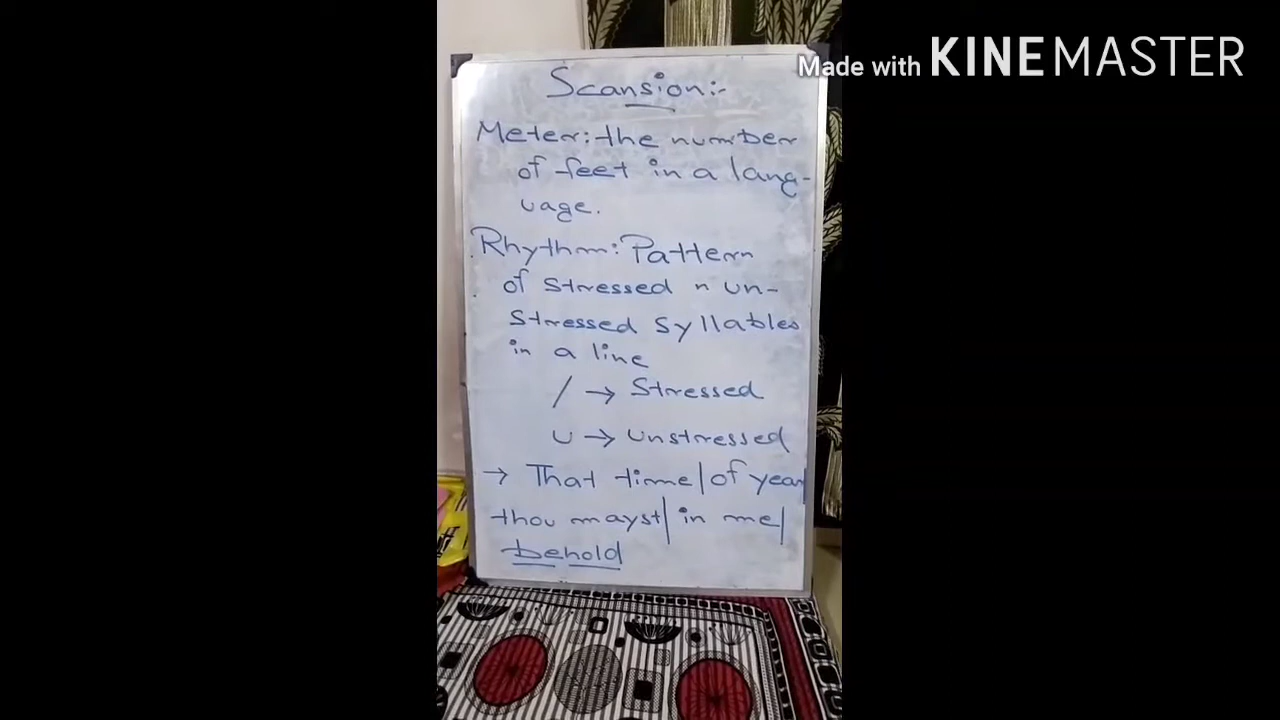 Made with KINEMASTER
Scansion:-
Meter: the number
of feet in a lang-
uage.
Rhythm: Pattern
of stressed n un-
stressed syllables
in a line
/ → Stressed
u → unstressed
→ That time/of year
thou mayst| in me|
behold